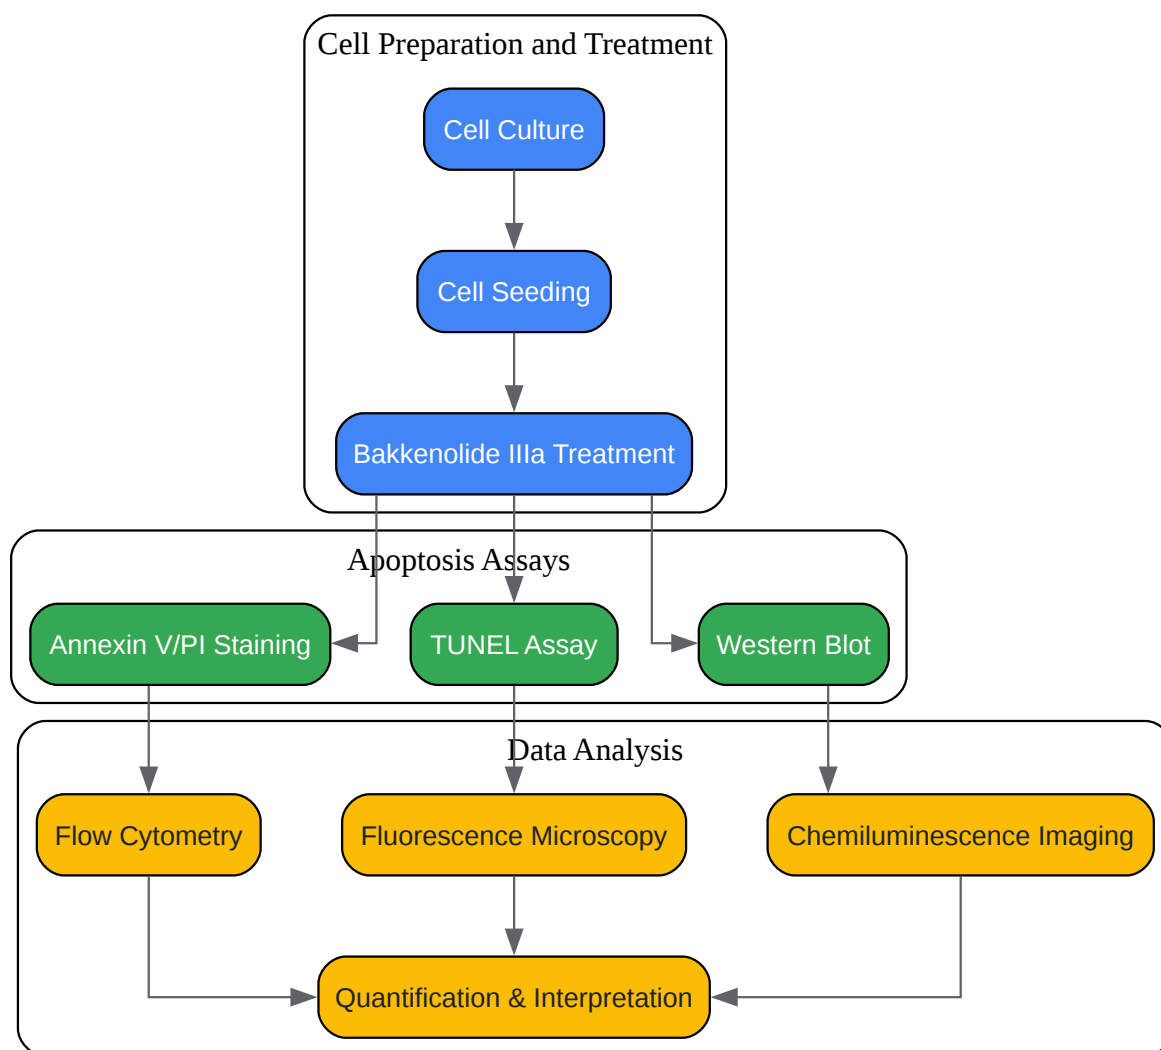 Cell Preparation and Treatment
Cell Culture
Cell Seeding
Bakkenolide IIIa Treatment
Apoptosis Assays
Annexin V/PI Staining
TUNEL Assay
Western Blot
Data Analysis
Flow Cytometry
Fluorescence Microscopy
Chemiluminescence Imaging
Quantification & Interpretation